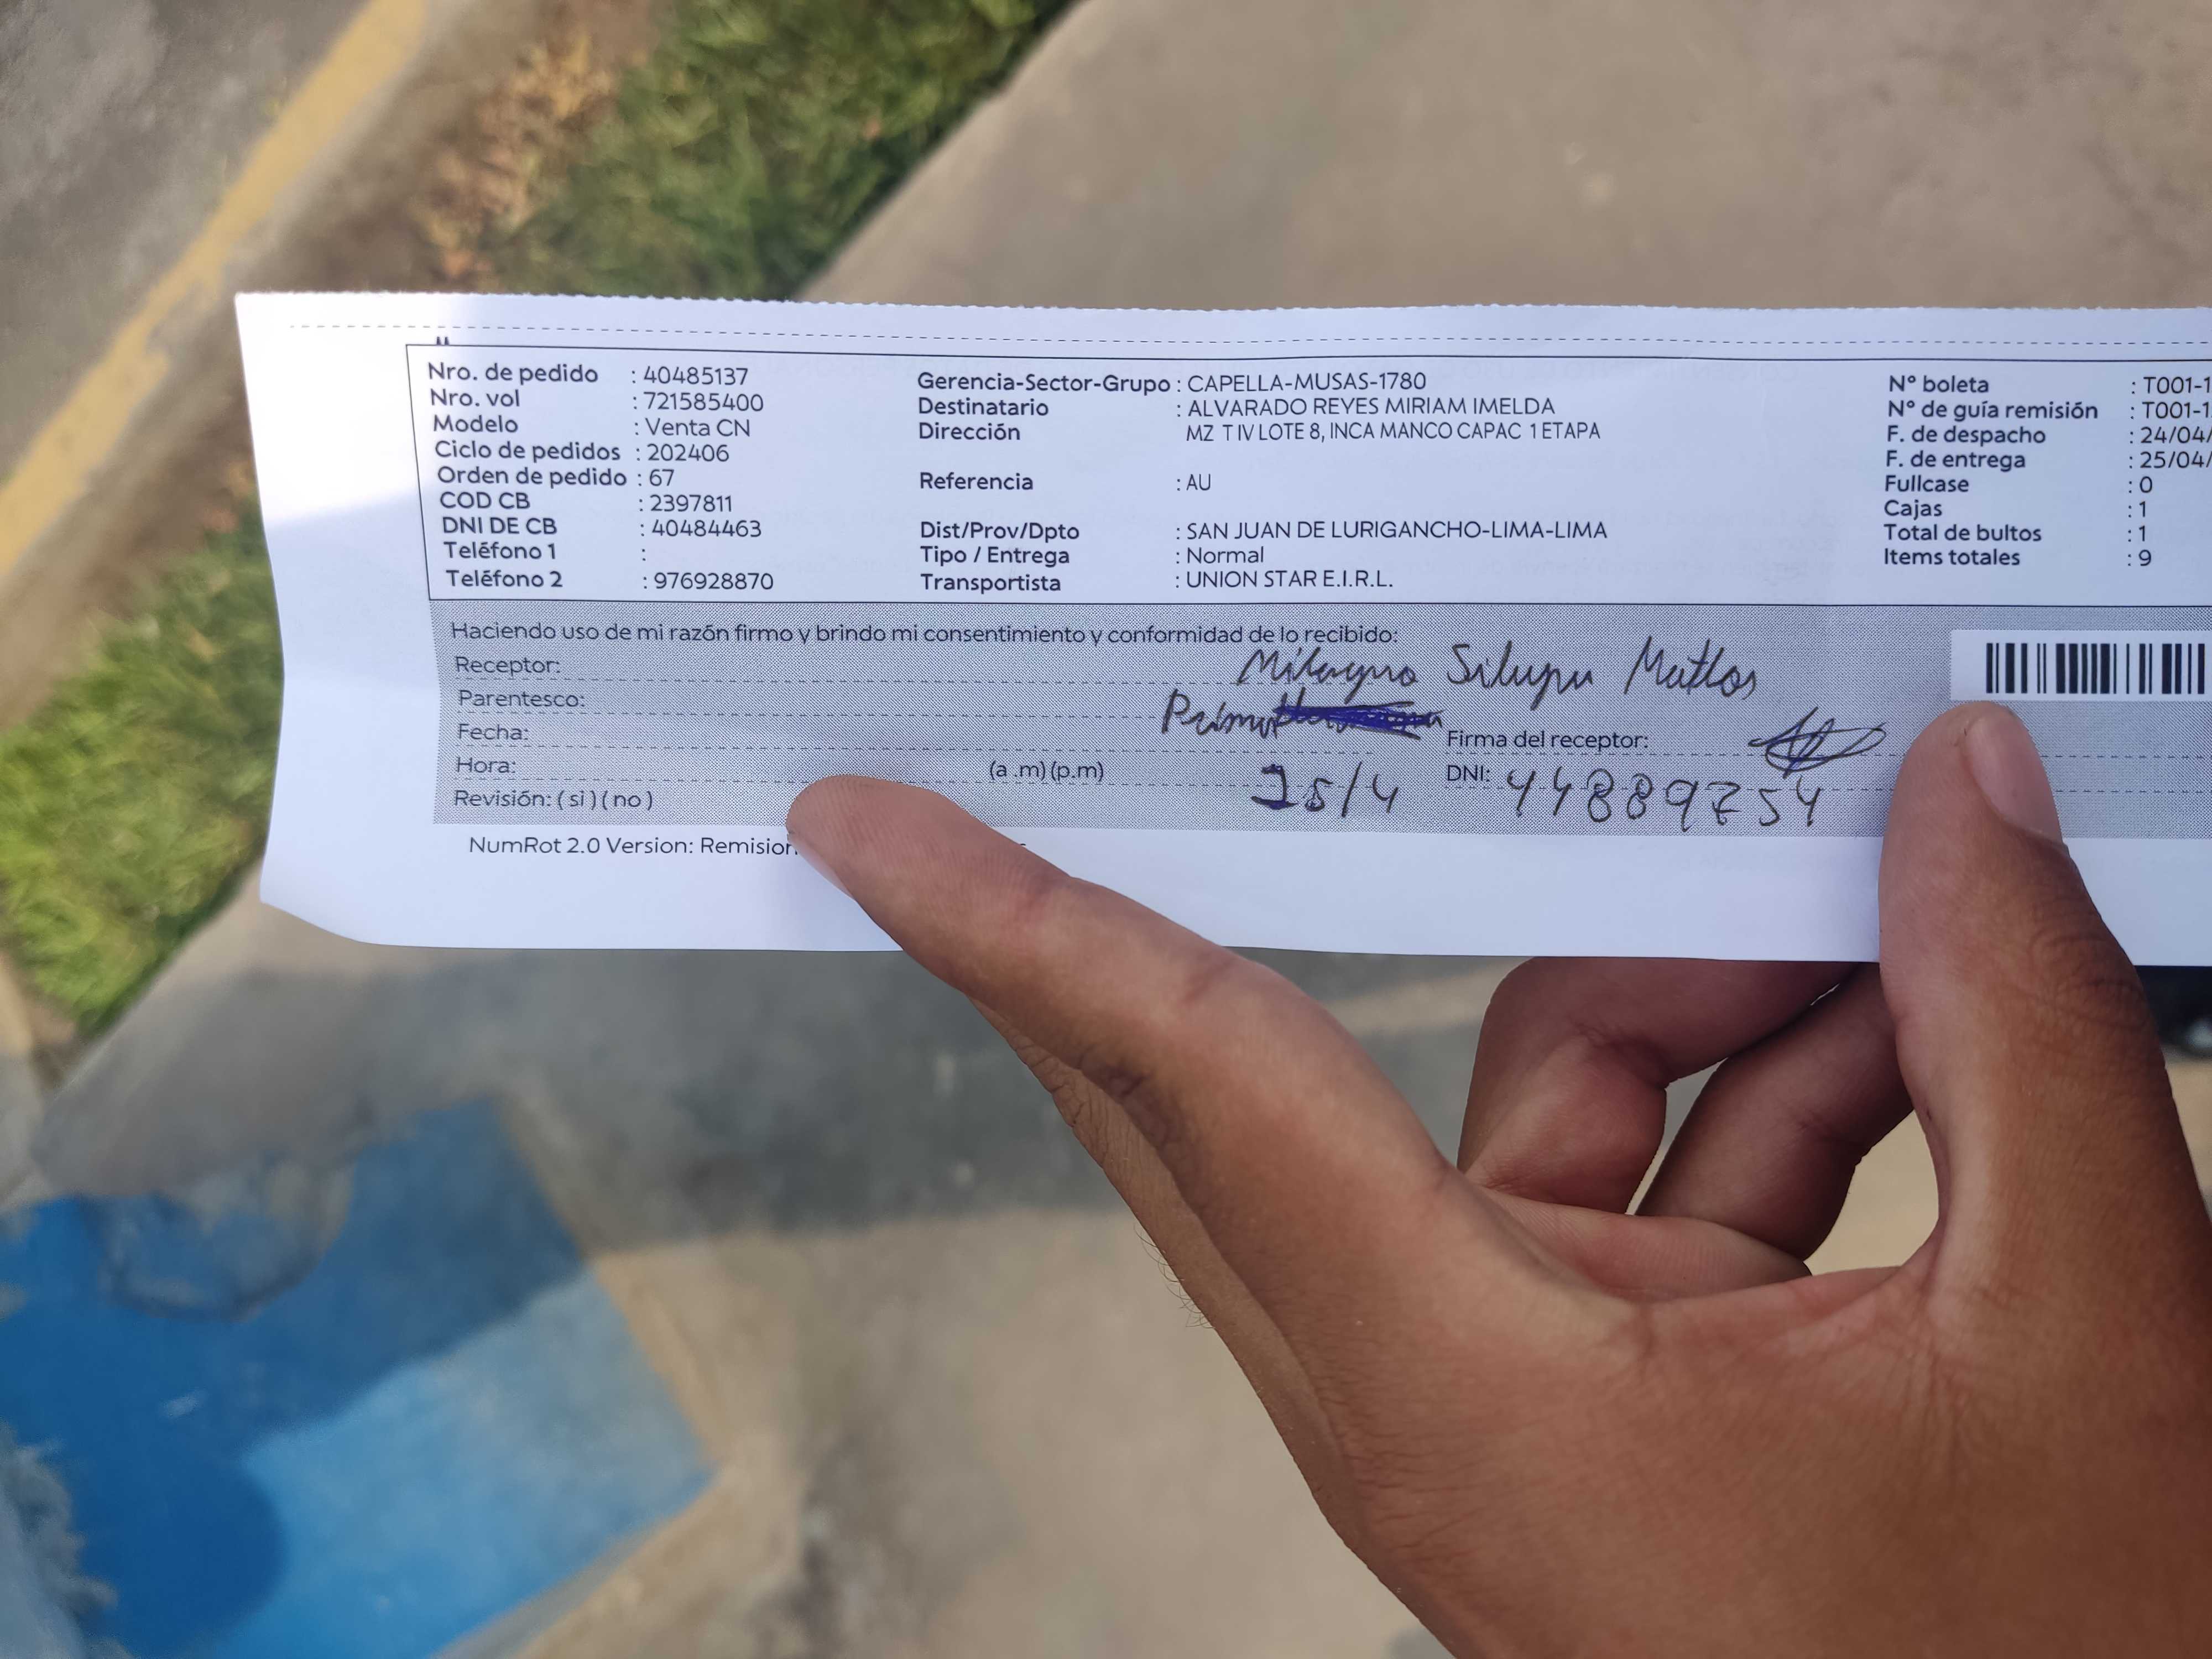 Nro. de pedido : 40485137
Nro. vol : 721585400
Modelo : Venta CN
Ciclo de pedidos : 202406
Orden de pedido : 67
COD CB : 2397811
DNI DE CB : 40484463
Teléfono 1 :
Teléfono 2 : 976928870
Gerencia-Sector-Grupo : CAPELLA-MUSAS-1780
Destinatario : ALVARADO REYES MIRIAM IMELDA
Dirección MZ T IV LOTE 8, INCA MANCO CAPAC 1 ETAPA
Referencia : AU
Dist/Prov/Dpto : SAN JUAN DE LURIGANCHO-LIMA-LIMA
Tipo / Entrega : Normal
Transportista : UNION STAR E.I.R.L.
N° boleta : T001-1
N° de guía remisión : T001-1
F. de despacho : 24/04/
F. de entrega : 25/04/
Fullcase : 0
Cajas : 1
Total de bultos : 1
Items totales : 9
Haciendo uso de mi razón firmo y brindo mi consentimiento y conformidad de lo recibido:
Receptor: Milagro Silupu
Parentesco:
Fecha:
Firma del receptor:
Hora: (a .m) (p.m) 25/4
DNI: 44889754
Revisión: ( si ) ( no )
NumRot 2.0 Version: Remision